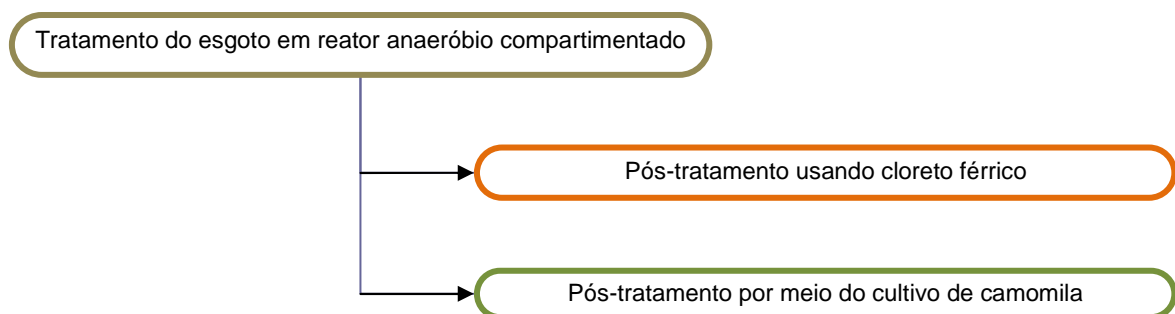 Tratamento do esgoto em reator anaeróbio compartimentado
Pós-tratamento usando cloreto férrico
Pós-tratamento por meio do cultivo de camomila